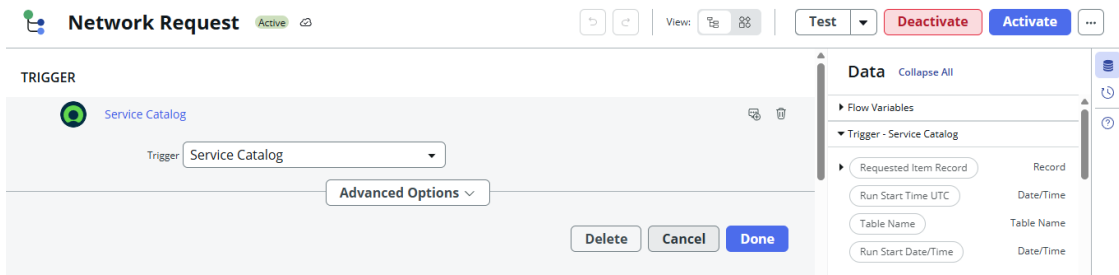 Network Request Active View: Test Deactivate Activate ...
TRIGGER
Service Catalog
Trigger Service Catalog
Advanced Options
Delete Cancel Done
Data Collapse All
Flow Variables
Trigger - Service Catalog
Requested Item Record Record
Run Start Time UTC Date/Time
Table Name Table Name
Run Start Date/Time Date/Time